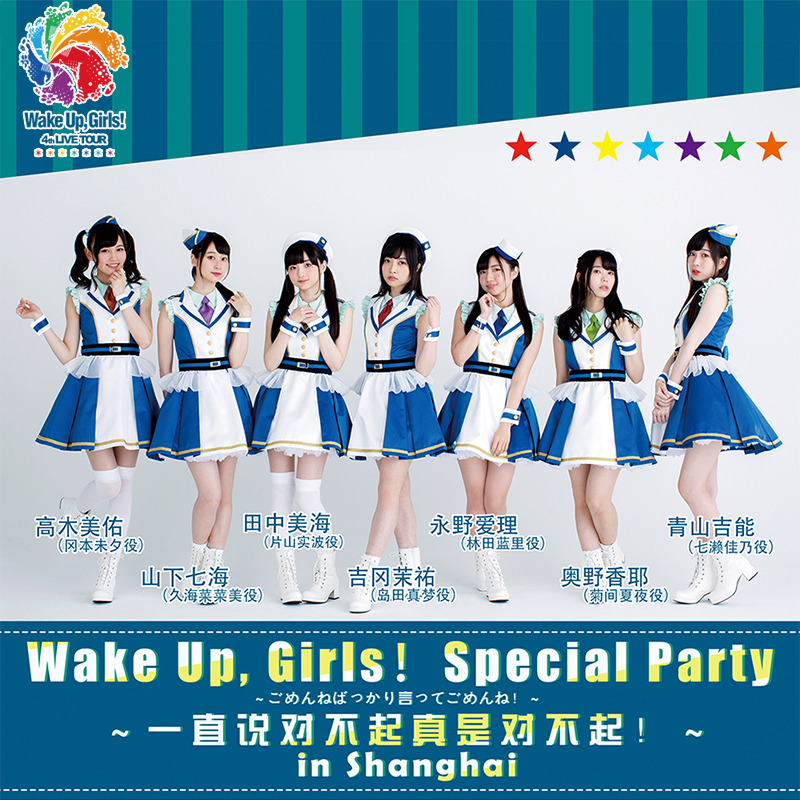 Wake Up, Girls!
4th LIVE TOUR
高木美佑
(冈本未夕役)
山下七海
(久海菜菜美役)
田中美海
(片山实波役)
吉冈茉祐
(岛田真梦役)
永野爱理
(林田蓝里役)
奥野香耶
(菊间夏夜役)
青山吉能
(七濑佳乃役)
Wake Up, Girls! Special Party
~ごめんねばっかり言ってごめんね! ~
~ 一直说对不起真是对不起! ~
in Shanghai